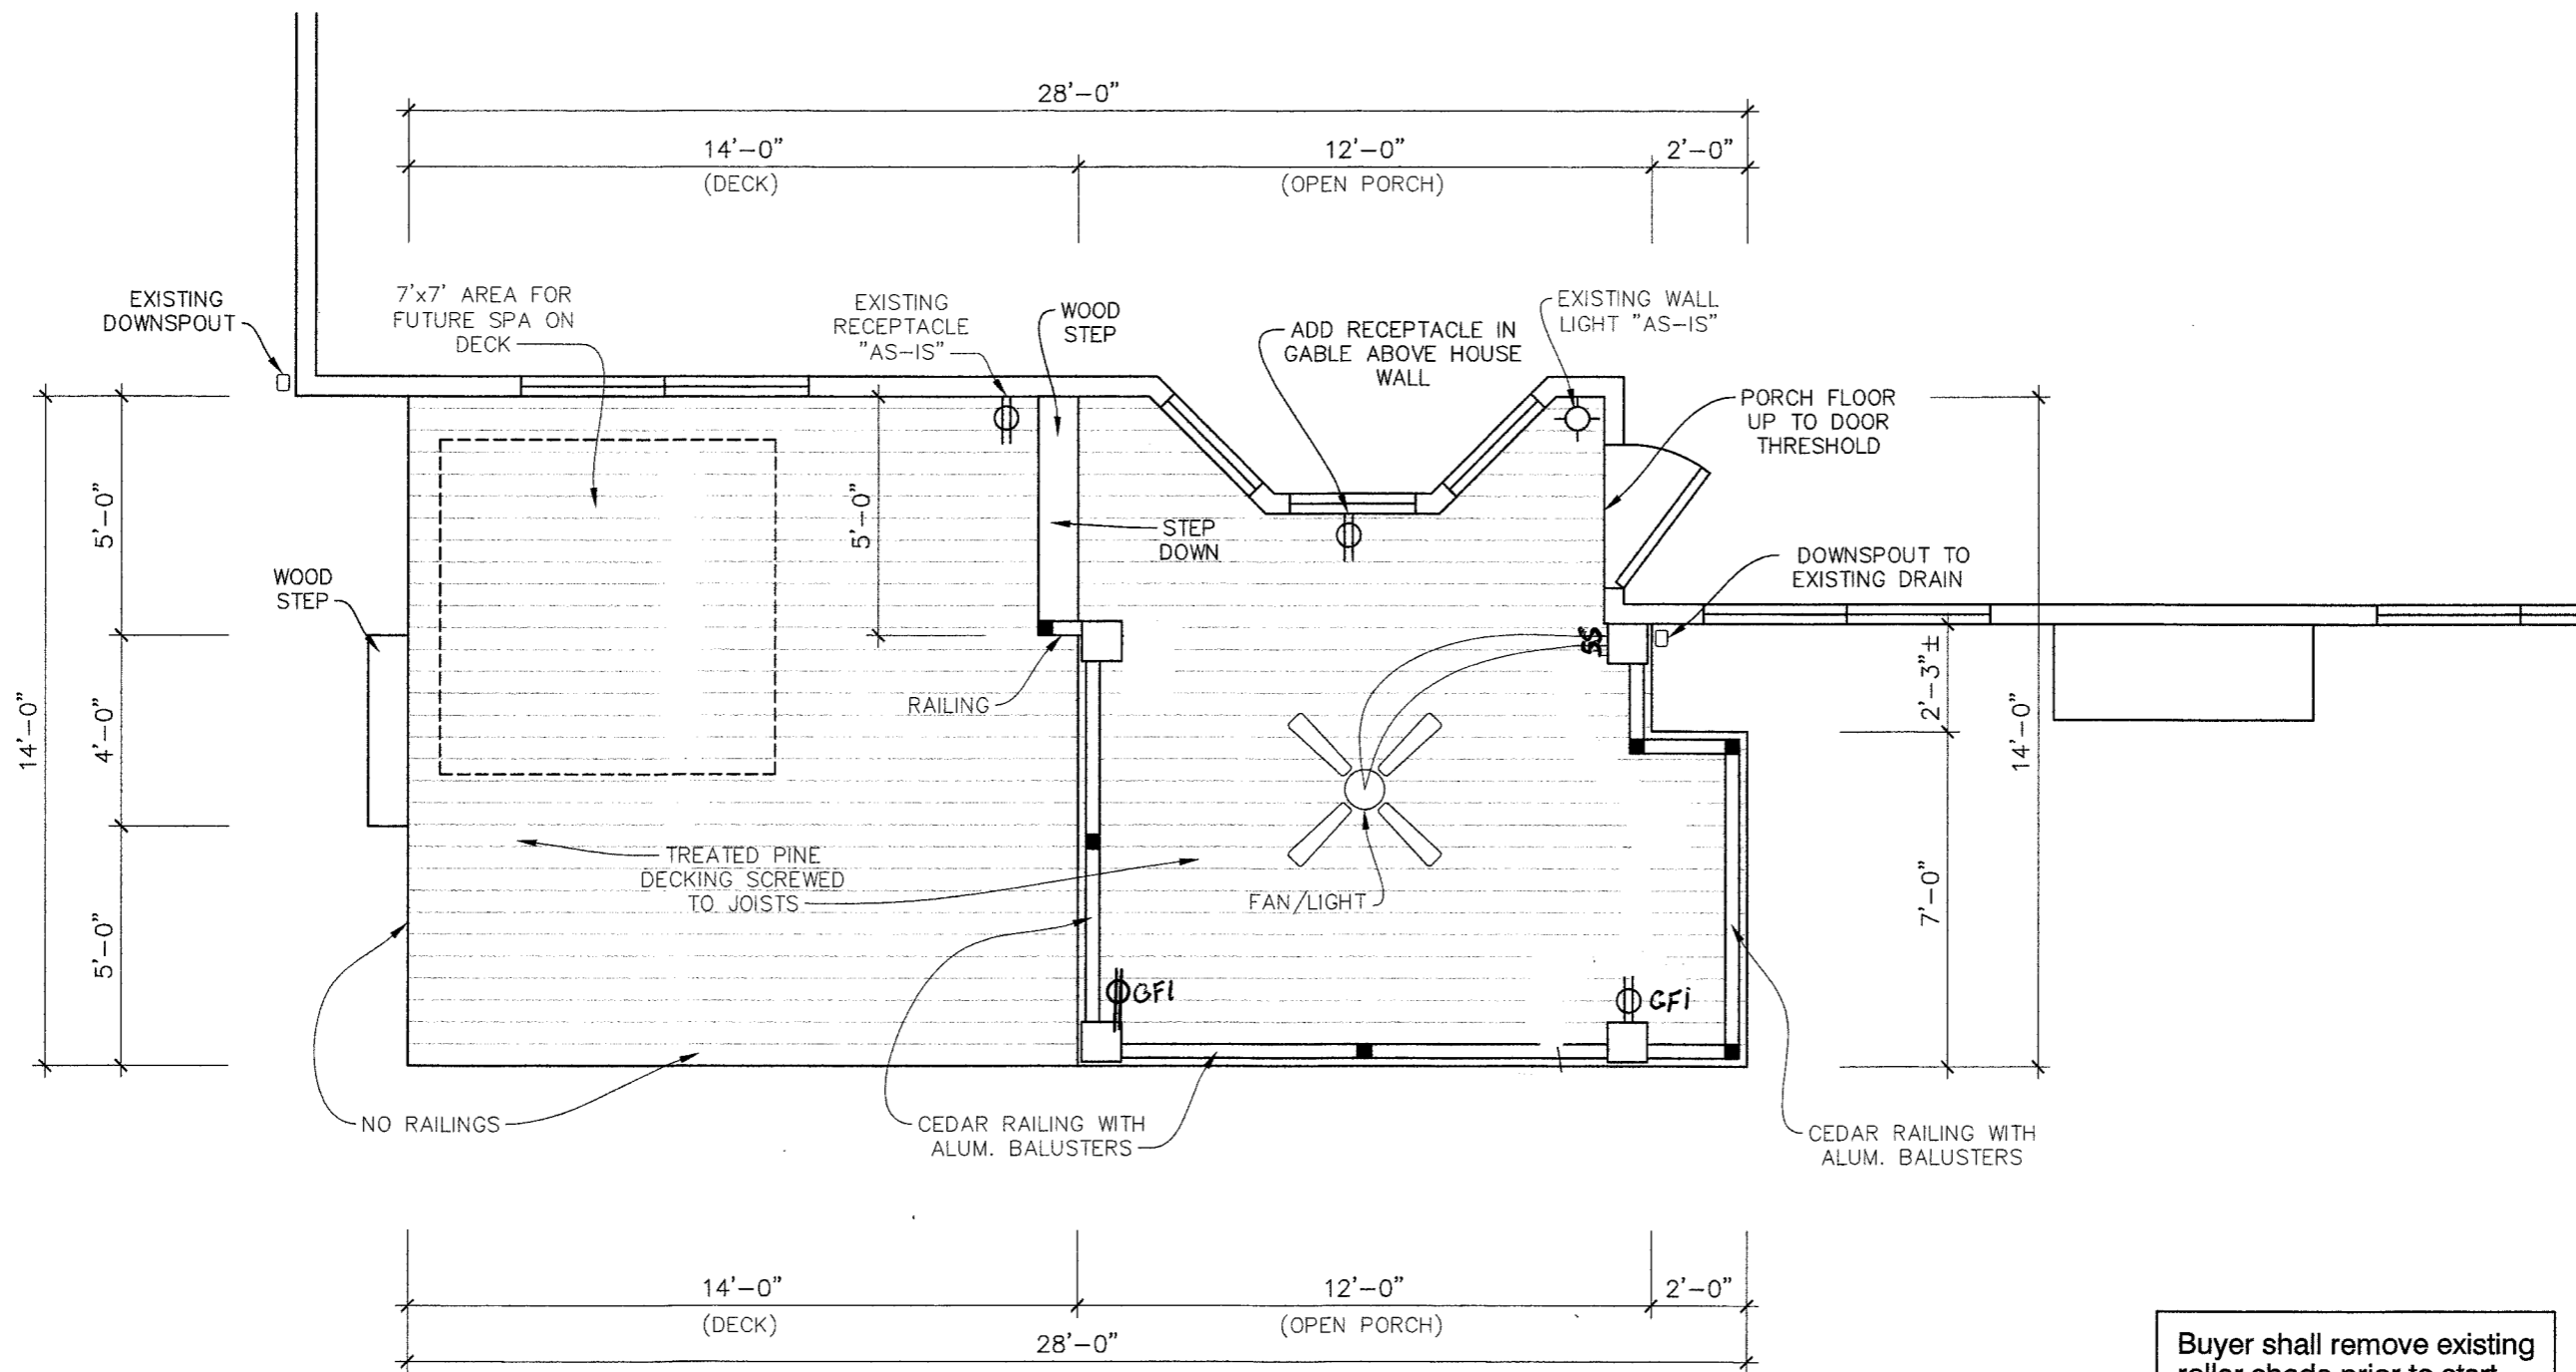 28'-0"
14'-0"
12'-0"
2'-0"
(DECK)
(OPEN PORCH)
EXISTING
DOWNSPOUT
7'x7' AREA FOR
FUTURE SPA ON
DECK
EXISTING
RECEPTACLE
"AS-IS"
WOOD
STEP
ADD RECEPTACLE IN
GABLE ABOVE HOUSE
WALL
EXISTING WALL
LIGHT "AS-IS"
PORCH FLOOR
UP TO DOOR
THRESHOLD
14'-0"
5'-0"
4'-0"
5'-0"
WOOD
STEP
5'-0"
STEP
DOWN
RAILING
SS
DOWNSPOUT TO
EXISTING DRAIN
2'-3"±
7'-0"
14'-0"
TREATED PINE
DECKING SCREWED
TO JOISTS
FAN/LIGHT
GFI
GFI
NO RAILINGS
CEDAR RAILING WITH
ALUM. BALUSTERS
CEDAR RAILING WITH
ALUM. BALUSTERS
14'-0"
12'-0"
2'-0"
(DECK)
(OPEN PORCH)
28'-0"
Buyer shall remove existing
roller shade prior to start